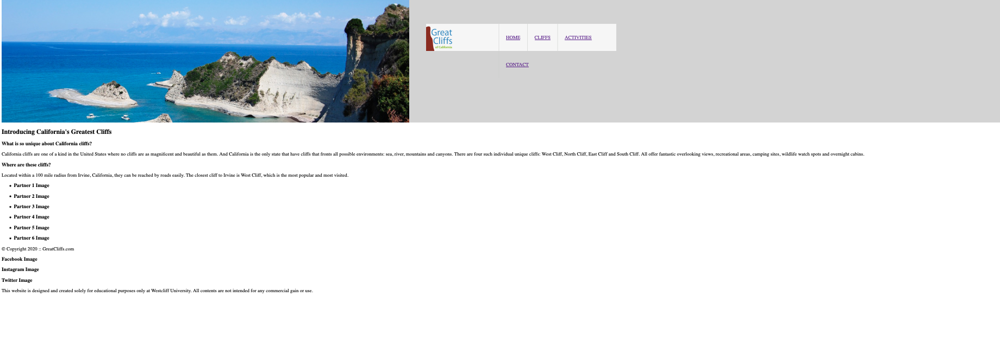 Great
Cliffs
of California
HOME CLIFFS ACTIVITIES
CONTACT
Introducing California's Greatest Cliffs
What is so unique about California cliffs?
California cliffs are one of a kind in the United States where no cliffs are as magnificent and beautiful as them. And California is the only state that have cliffs that fronts all possible environments: sea, river, mountains and canyons. There are four such individual unique cliffs: West Cliff, North Cliff, East Cliff and South Cliff. All offer fantastic overlooking views, recreational areas, camping sites, wildlife watch spots and overnight cabins.
Where are these cliffs?
Located within a 100 mile radius from Irvine, California, they can be reached by roads easily. The closest cliff to Irvine is West Cliff, which is the most popular and most visited.
• Partner 1 Image
• Partner 2 Image
• Partner 3 Image
• Partner 4 Image
• Partner 5 Image
• Partner 6 Image
© Copyright 2020 :: GreatCliffs.com
Facebook Image
Instagram Image
Twitter Image
This website is designed and created solely for educational purposes only at Westcliff University. All contents are not intended for any commercial gain or use.